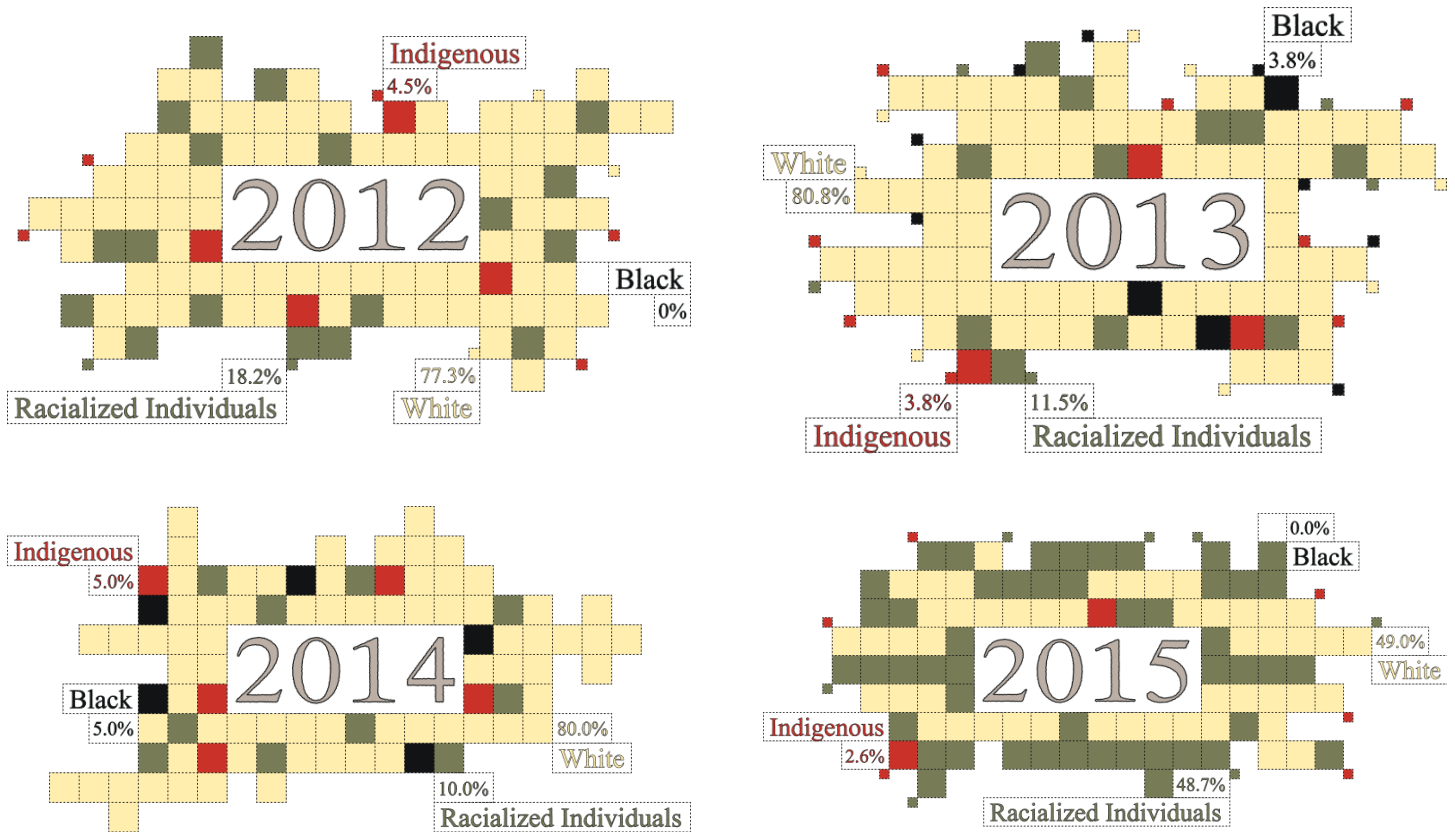 Indigenous
4.5%
2012
Black
0%
18.2%
Racialized Individuals
77.3%
White
Black
3.8%
White
80.8%
2013
3.8%
Indigenous
11.5%
Racialized Individuals
Indigenous
5.0%
2014
Black
5.0%
80.0%
White
10.0%
Racialized Individuals
0.0%
Black
2015
49.0%
White
Indigenous
2.6%
48.7%
Racialized Individuals